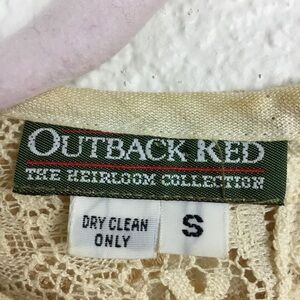 OUTBACK RED
THE HEIRLOOM COLLECTION
DRY CLEAN
ONLY
S